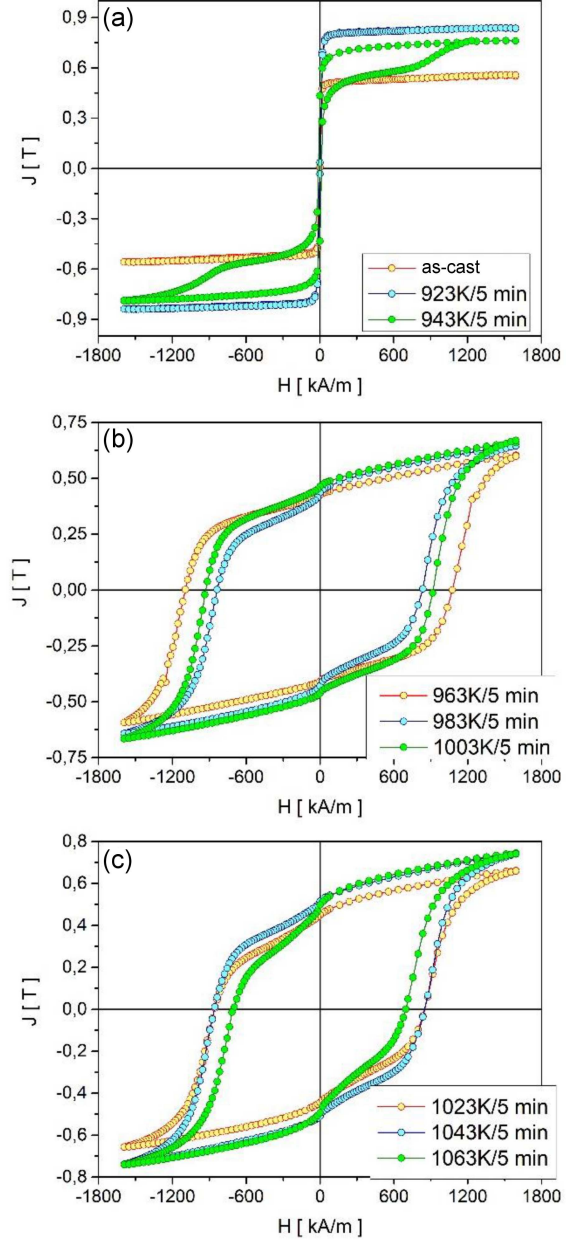 (a)
0,9
0,6
0,3
0,0
-0,3
-0,6
-0,9
J [ T ]
as-cast
923K/5 min
943K/5 min
-1800 -1200 -600 0 600 1200 1800
H [ kA/m ]
(b)
0,75
0,50
0,25
0,00
-0,25
-0,50
-0,75
J [ T ]
963K/5 min
983K/5 min
1003K/5 min
-1800 -1200 -600 0 600 1200 1800
H [ kA/m ]
(c)
0,8
0,6
0,4
0,2
0,0
-0,2
-0,4
-0,6
-0,8
J [ T ]
1023K/5 min
1043K/5 min
1063K/5 min
-1800 -1200 -600 0 600 1200 1800
H [ kA/m ]